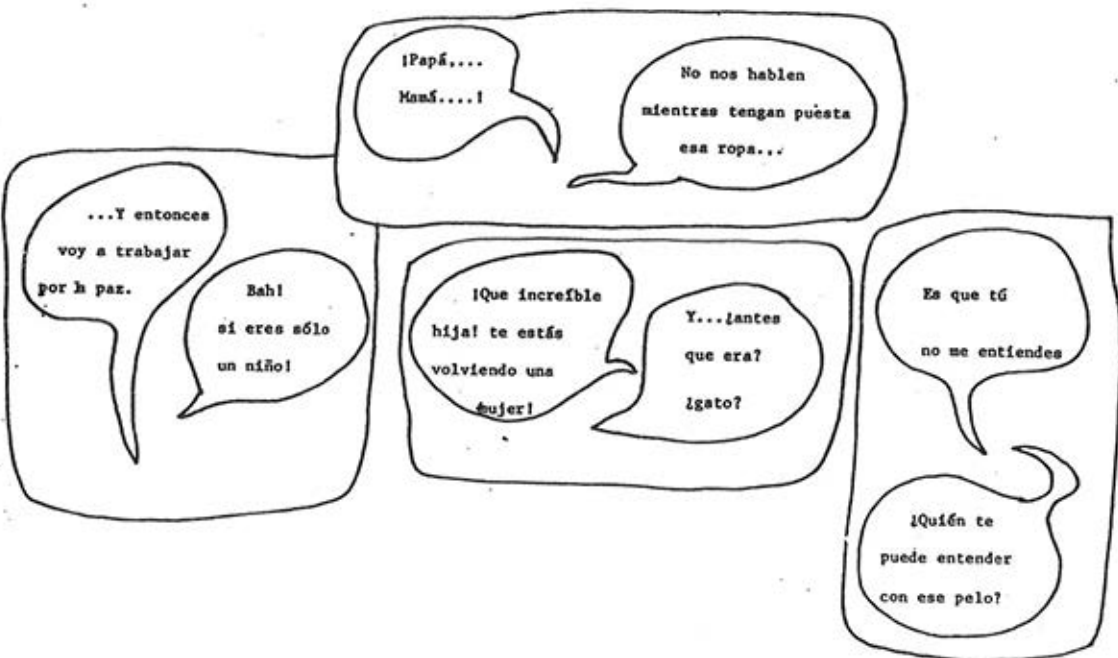 ¡Papá,...
Mamá....!
No nos hablen
mientras tengan puesta
esa ropa...
...Y entonces
voy a trabajar
por la paz.
Bah!
si eres sólo
un niño!
¡Que increíble
hija! te estás
volviendo una
mujer!
Y...¿antes
que era?
¿gato?
Es que tú
no me entiendes
¿Quién te
puede entender
con ese pelo?